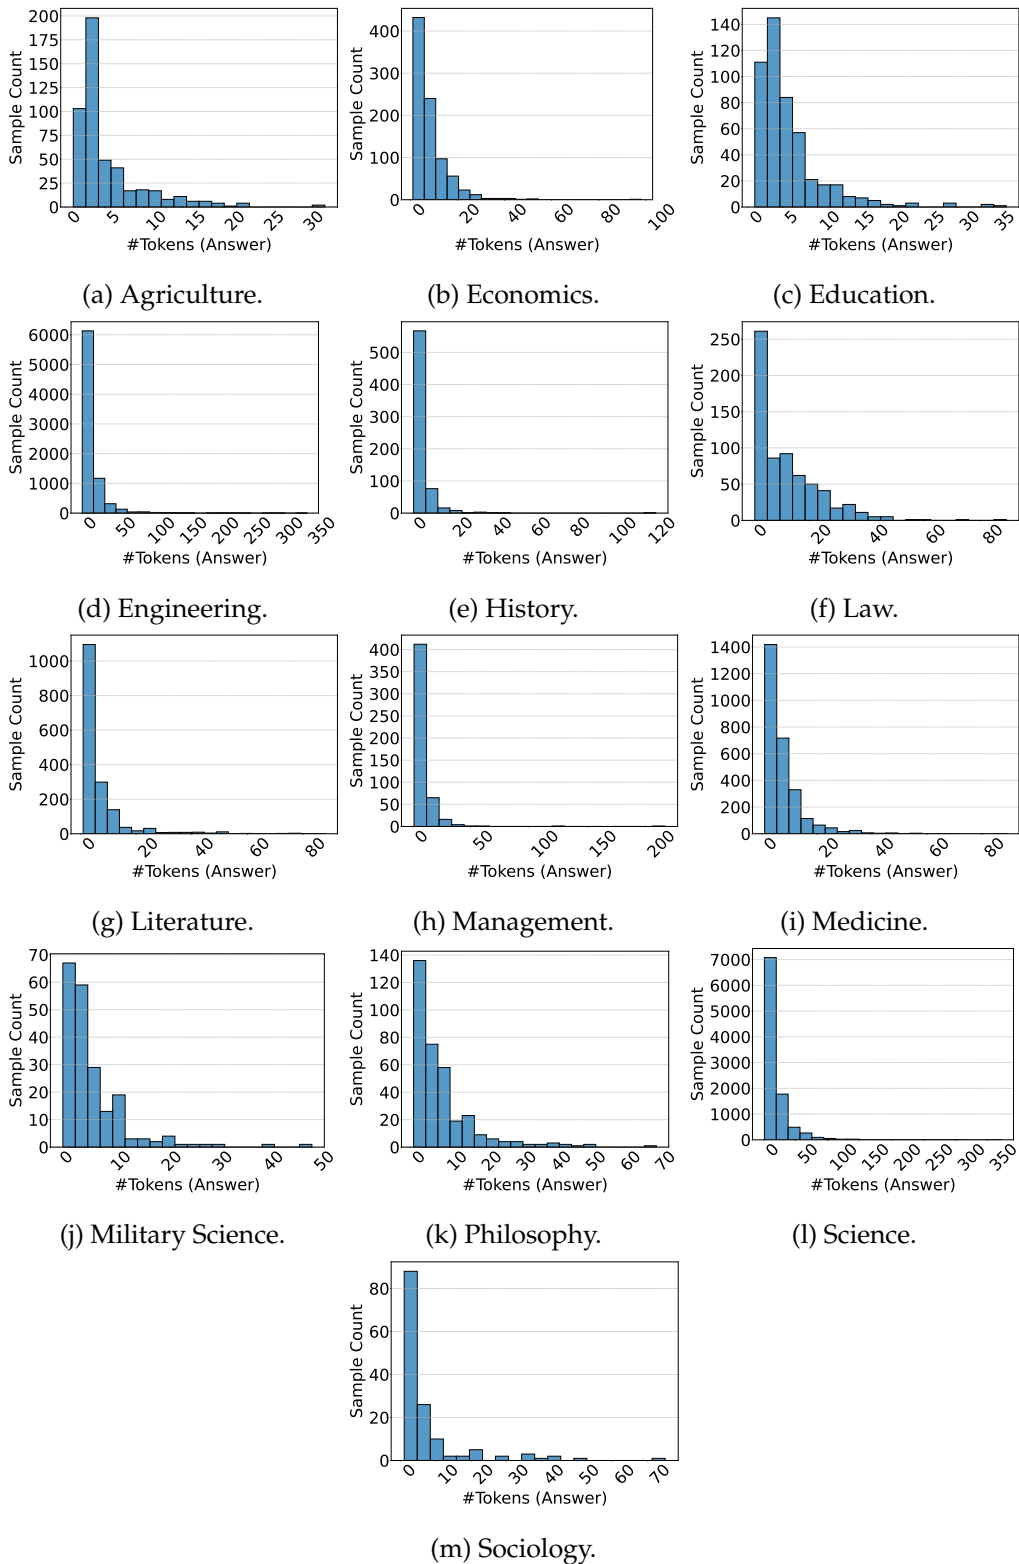 200
175
150
125
100
75
50
25
0
Sample Count
0 5 10 15 20 25 30
#Tokens (Answer)
(a) Agriculture.
400
300
200
100
0
Sample Count
0 20 40 60 80 100
#Tokens (Answer)
(b) Economics.
140
120
100
80
60
40
20
0
Sample Count
0 5 10 15 20 25 30 35
#Tokens (Answer)
(c) Education.
6000
5000
4000
3000
2000
1000
0
Sample Count
0 50 100 150 200 250 300 350
#Tokens (Answer)
(d) Engineering.
500
400
300
200
100
0
Sample Count
0 20 40 60 80 100 120
#Tokens (Answer)
(e) History.
250
200
150
100
50
0
Sample Count
0 20 40 60 80
#Tokens (Answer)
(f) Law.
1000
800
600
400
200
0
Sample Count
0 20 40 60 80
#Tokens (Answer)
(g) Literature.
400
350
300
250
200
150
100
50
0
Sample Count
0 50 100 150 200
#Tokens (Answer)
(h) Management.
1400
1200
1000
800
600
400
200
0
Sample Count
0 20 40 60 80
#Tokens (Answer)
(i) Medicine.
70
60
50
40
30
20
10
0
Sample Count
0 10 20 30 40 50
#Tokens (Answer)
(j) Military Science.
140
120
100
80
60
40
20
0
Sample Count
0 10 20 30 40 50 60 70
#Tokens (Answer)
(k) Philosophy.
7000
6000
5000
4000
3000
2000
1000
0
Sample Count
0 50 100 150 200 250 300 350
#Tokens (Answer)
(l) Science.
80
60
40
20
0
Sample Count
0 10 20 30 40 50 60 70
#Tokens (Answer)
(m) Sociology.